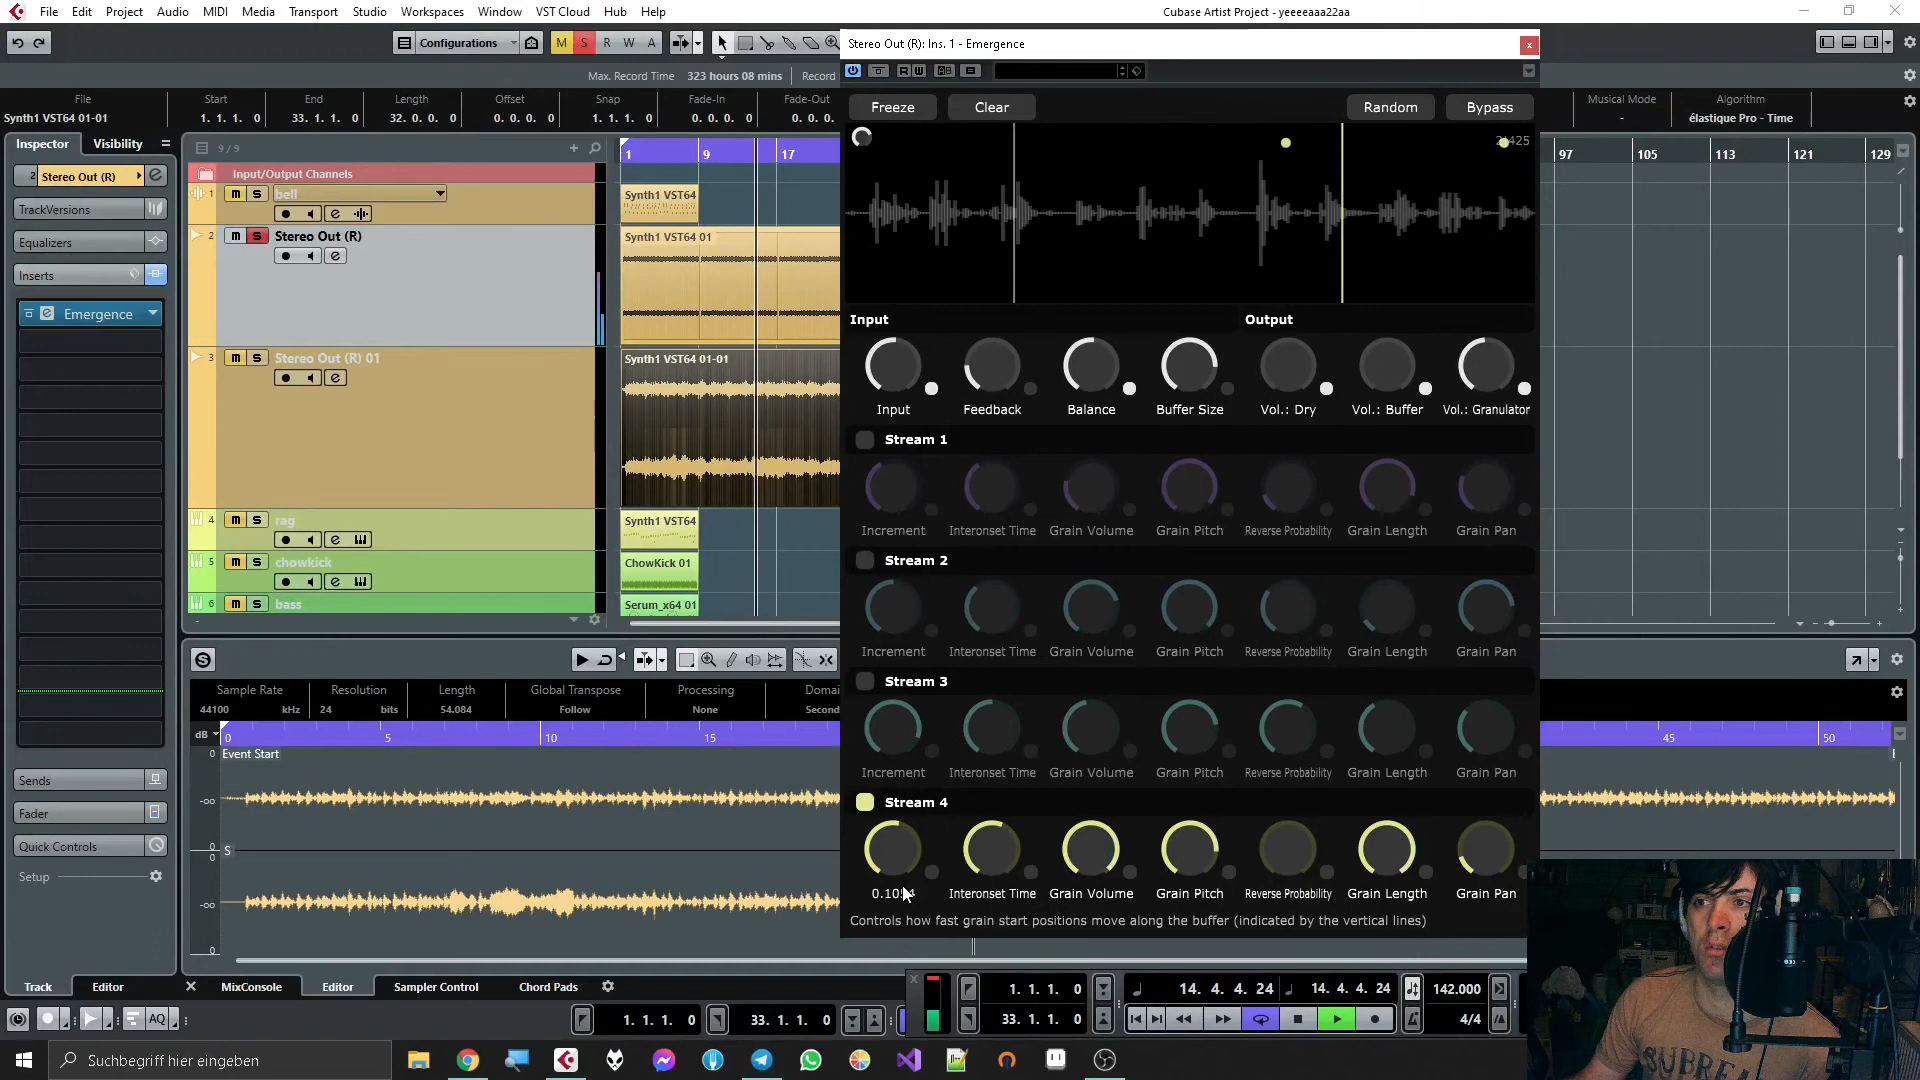 File Edit Project Audio MIDI Media Transport Studio Workspaces Window VST Cloud Hub Help
Cubase Artist Project - yeeeeaaa22aa
Configurations
M S R W A
Stereo Out (R): Ins. 1 - Emergence
Max. Record Time 323 hours 08 mins Record
File Start End Length Offset Snap Fade-In Fade-Out
Synth1 VST64 01-01 1. 1. 1. 0 33. 1. 1. 0 32. 0. 0. 0 0. 0. 0. 0 1. 1. 1. 0 0. 0. 0. 0 0. 0. 0.
Musical Mode Algorithm
- élastique Pro - Time
Freeze Clear Random Bypass
Inspector Visibility
9 / 9
1 9 17
97 105 113 121 129
2 Stereo Out (R)
TrackVersions
Equalizers
Inserts
Emergence
Sends
Fader
Quick Controls
Setup
Input/Output Channels
1 m S bell
2 m S Stereo Out (R)
3 m S Stereo Out (R) 01
4 m S rag
5 m S chowkick
6 m S bass
Synth1 VST64
Synth1 VST64 01
Synth1 VST64 01-01
Synth1 VST64
ChowKick 01
Serum_x64 01
Input Output
Input Feedback Balance Buffer Size Vol.: Dry Vol.: Buffer Vol.: Granulator
Stream 1
Increment Interonset Time Grain Volume Grain Pitch Reverse Probability Grain Length Grain Pan
Stream 2
Increment Interonset Time Grain Volume Grain Pitch Reverse Probability Grain Length Grain Pan
Stream 3
Increment Interonset Time Grain Volume Grain Pitch Reverse Probability Grain Length Grain Pan
Stream 4
Interonset Time Grain Volume Grain Pitch Reverse Probability Grain Length Grain Pan
Controls how fast grain start positions move along the buffer (indicated by the vertical lines)
Sample Rate Resolution Length Global Transpose Processing
44100 kHz 24 bits 54.084 Follow None
dB 0 5 10 15
45 50
Event Start
0
-oo
0
0
-oo
0
S
Track Editor
MixConsole Editor Sampler Control Chord Pads
AQ
1. 1. 1. 0 33. 1. 1. 0
1. 1. 1. 0
33. 1. 1. 0
14. 4. 4. 24 14. 4. 4. 24
142.000
4/4
Suchbegriff hier eingeben